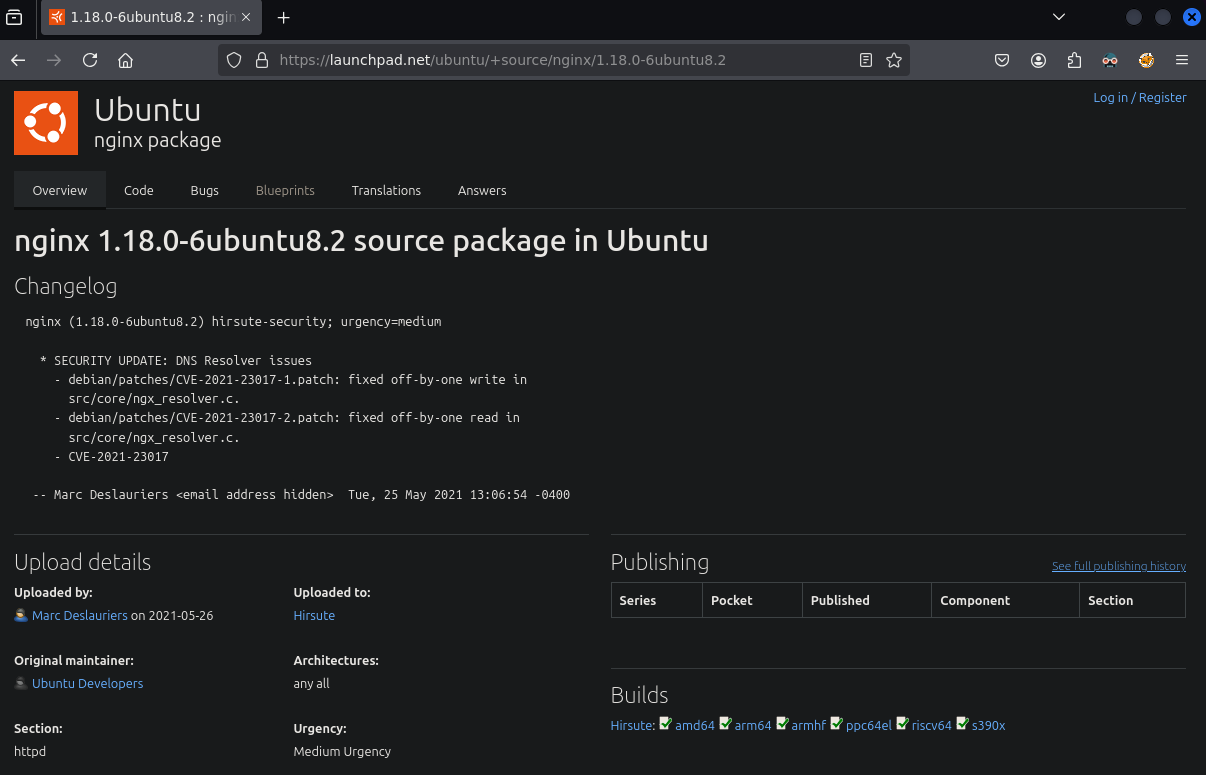 1.18.0-6ubuntu8.2 : ngin
https://launchpad.net/ubuntu/+source/nginx/1.18.0-6ubuntu8.2
Log in / Register
Ubuntu
nginx package
Overview Code Bugs Blueprints Translations Answers
nginx 1.18.0-6ubuntu8.2 source package in Ubuntu
Changelog
nginx (1.18.0-6ubuntu8.2) hirsute-security; urgency=medium
* SECURITY UPDATE: DNS Resolver issues
- debian/patches/CVE-2021-23017-1.patch: fixed off-by-one write in
src/core/ngx_resolver.c.
- debian/patches/CVE-2021-23017-2.patch: fixed off-by-one read in
src/core/ngx_resolver.c.
- CVE-2021-23017
-- Marc Deslauriers <email address hidden>  Tue, 25 May 2021 13:06:54 -0400
Upload details
Uploaded by:
Marc Deslauriers on 2021-05-26
Uploaded to:
Hirsute
Original maintainer:
Ubuntu Developers
Architectures:
any all
Section:
httpd
Urgency:
Medium Urgency
Publishing
See full publishing history
Series Pocket Published Component Section
Builds
Hirsute: amd64 arm64 armhf ppc64el riscv64 s390x